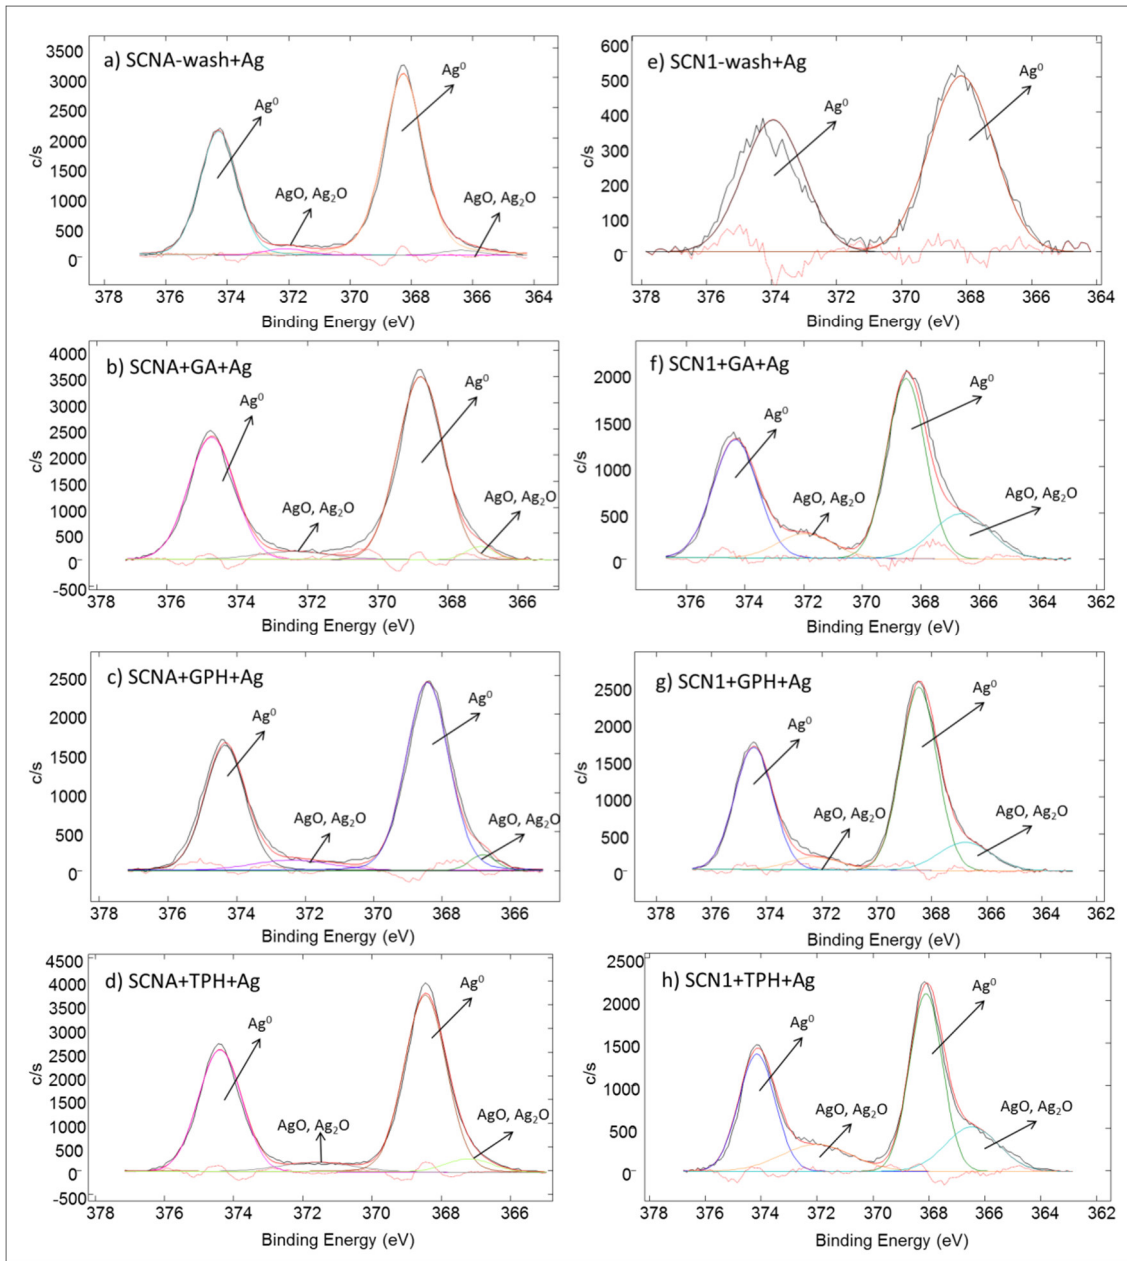 a) SCNA-wash+Ag
3500
3000
2000
1000
500
0
c/s
Ag⁰
Ag⁰
AgO, Ag₂O
AgO, Ag₂O
378 376 374 372 370 368 366 364
Binding Energy (eV)
e) SCN1-wash+Ag
600
500
400
300
200
100
0
c/s
Ag⁰
Ag⁰
378 376 374 372 370 368 366 364
Binding Energy (eV)
b) SCNA+GA+Ag
4000
3500
3000
2500
2000
1500
1000
500
0
-500
c/s
Ag⁰
Ag⁰
AgO, Ag₂O
AgO, Ag₂O
378 376 374 372 370 368 366
Binding Energy (eV)
f) SCN1+GA+Ag
2000
1500
1000
500
0
c/s
Ag⁰
Ag⁰
AgO, Ag₂O
AgO, Ag₂O
376 374 372 370 368 366 364 362
Binding Energy (eV)
c) SCNA+GPH+Ag
2500
2000
1500
1000
500
0
c/s
Ag⁰
Ag⁰
AgO, Ag₂O
AgO, Ag₂O
378 376 374 372 370 368 366
Binding Energy (eV)
g) SCN1+GPH+Ag
2500
2000
1500
1000
500
0
c/s
Ag⁰
Ag⁰
AgO, Ag₂O
AgO, Ag₂O
378 376 374 372 370 368 366 364 362
Binding Energy (eV)
d) SCNA+TPH+Ag
4500
4000
3500
3000
2500
2000
1500
1000
500
0
-500
c/s
Ag⁰
Ag⁰
AgO, Ag₂O
AgO, Ag₂O
378 376 374 372 370 368 366
Binding Energy (eV)
h) SCN1+TPH+Ag
2500
2000
1500
1000
500
0
c/s
Ag⁰
Ag⁰
AgO, Ag₂O
AgO, Ag₂O
378 376 374 372 370 368 366 364 362
Binding Energy (eV)